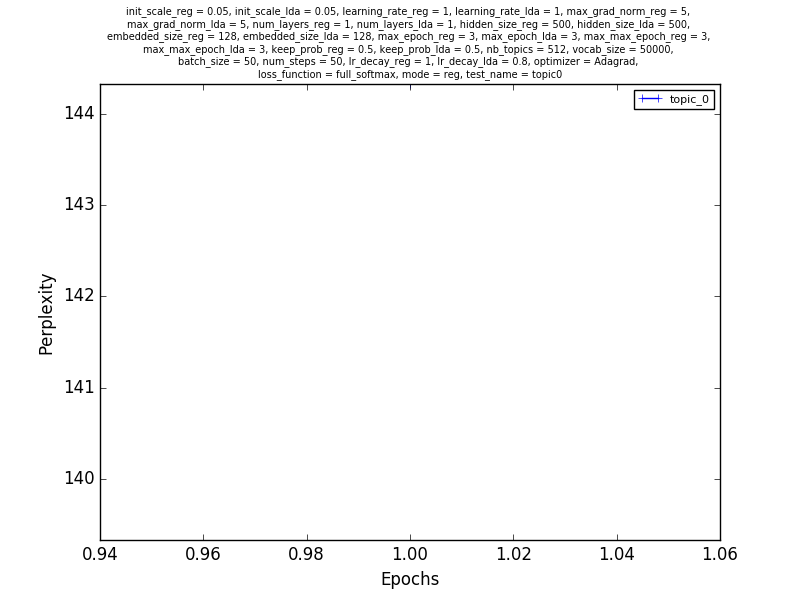 init_scale_reg = 0.05, init_scale_lda = 0.05, learning_rate_reg = 1, learning_rate_lda = 1, max_grad_norm_reg = 5,
max_grad_norm_lda = 5, num_layers_reg = 1, num_layers_lda = 1, hidden_size_reg = 500, hidden_size_lda = 500,
embedded_size_reg = 128, embedded_size_lda = 128, max_epoch_reg = 3, max_epoch_lda = 3, max_max_epoch_reg = 3,
max_max_epoch_lda = 3, keep_prob_reg = 0.5, keep_prob_lda = 0.5, nb_topics = 512, vocab_size = 50000,
batch_size = 50, num_steps = 50, lr_decay_reg = 1, lr_decay_lda = 0.8, optimizer = Adagrad,
loss_function = full_softmax, mode = reg, test_name = topic0
topic_0
144
143
142
141
140
Perplexity
0.94 0.96 0.98 1.00 1.02 1.04 1.06
Epochs